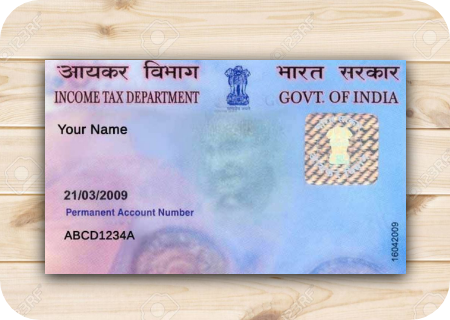 आयकर विभाग
भारत सरकार
INCOME TAX DEPARTMENT
GOVT. OF INDIA
Your Name
21/03/2009
Permanent Account Number
ABCD1234A
16042009